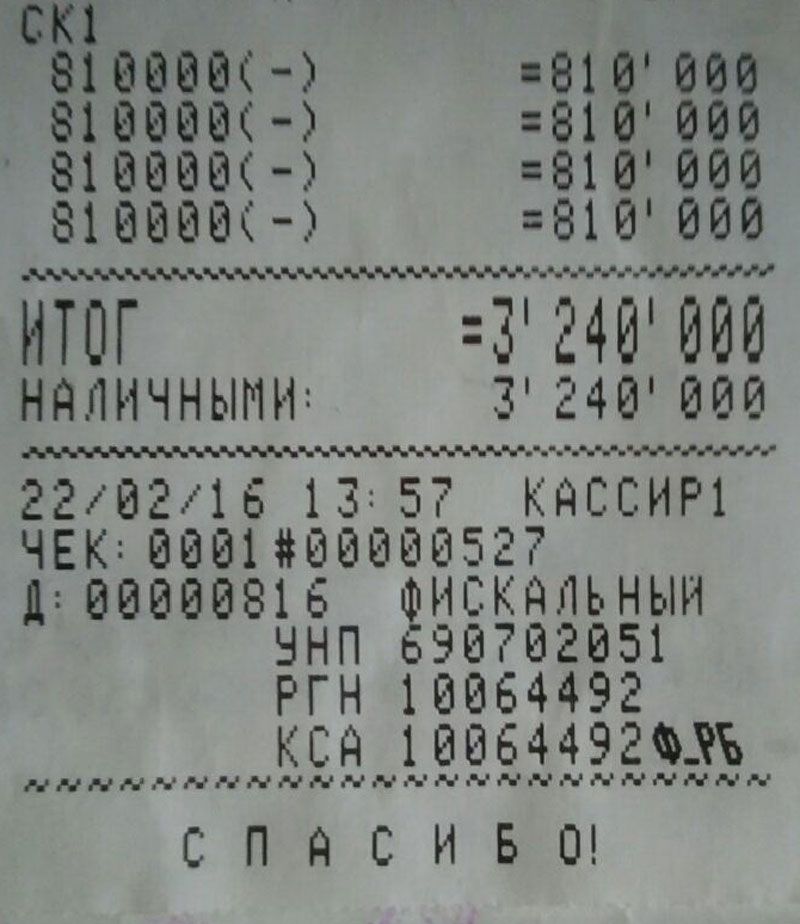 СК1
810000(-) =810'000
810000(-) =810'000
810000(-) =810'000
810000(-) =810'000
ИТОГ =3'240'000
НАЛИЧНЫМИ: 3'240'000
22/02/16 13:57 КАССИР1
ЧЕК: 0001#00000527
Д: 00000816 ФИСКАЛЬНЫЙ
УНП 690702051
РГН 10064492
КСА 10064492Ф_РБ
СПАСИБО!